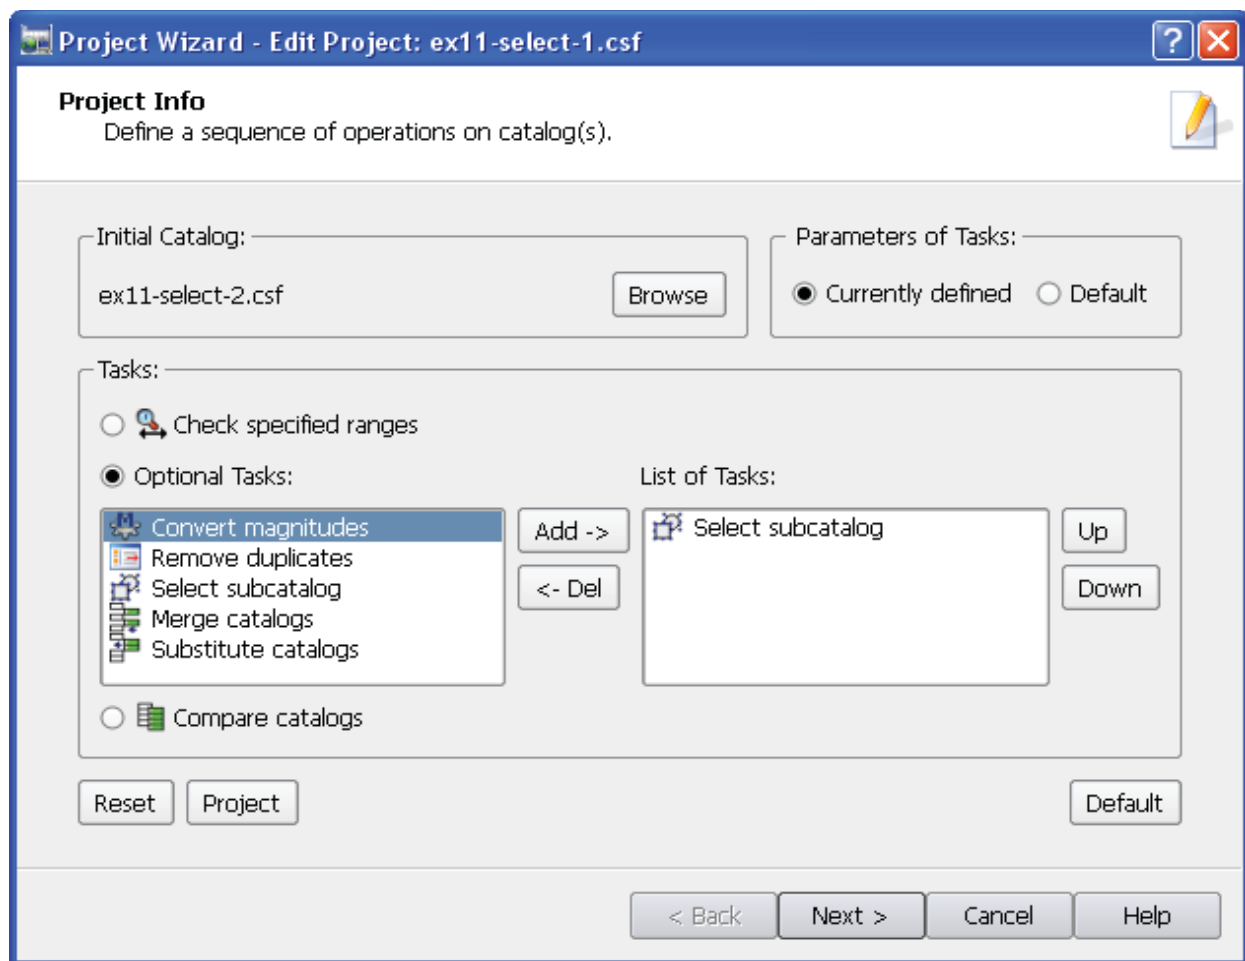 Project Wizard - Edit Project: ex11-select-1.csf
Project Info
Define a sequence of operations on catalog(s).
Initial Catalog:
ex11-select-2.csf
Browse
Parameters of Tasks:
Currently defined
Default
Tasks:
Check specified ranges
Optional Tasks:
Convert magnitudes
Remove duplicates
Select subcatalog
Merge catalogs
Substitute catalogs
Add ->
<- Del
List of Tasks:
Select subcatalog
Up
Down
Compare catalogs
Reset
Project
Default
< Back
Next >
Cancel
Help